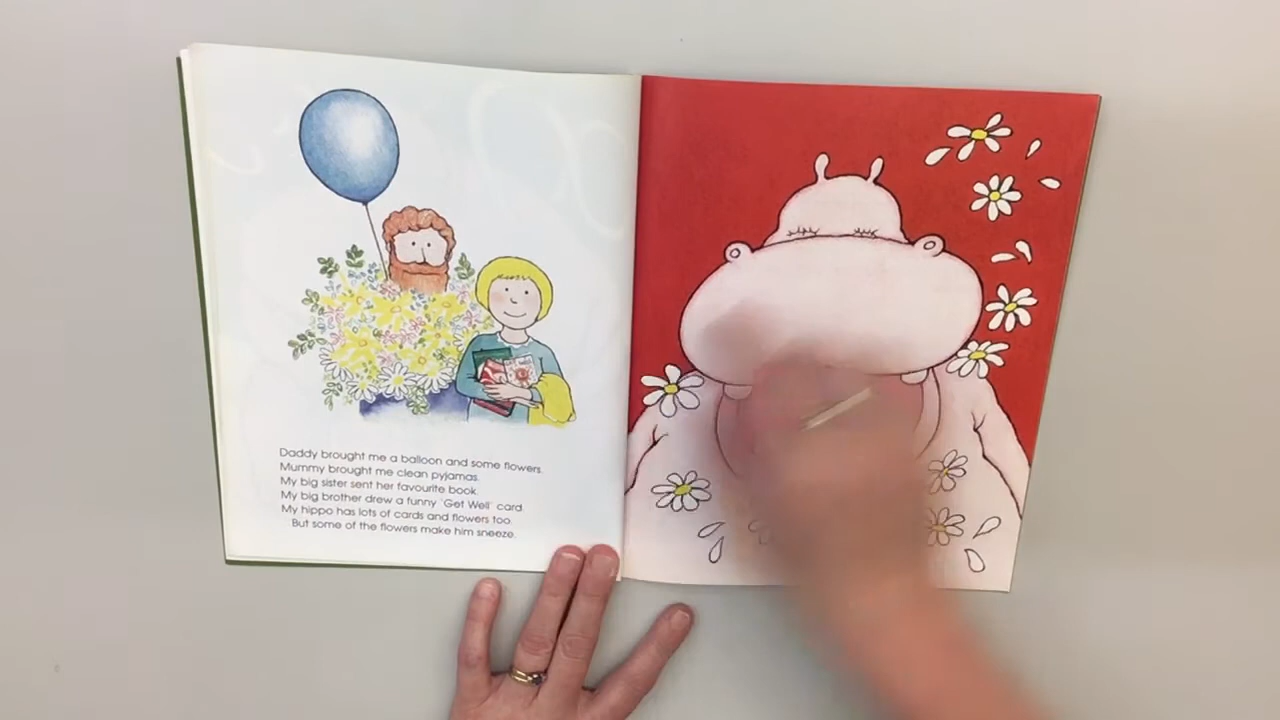 Daddy brought me a balloon and some flowers.
Mummy brought me clean pyjamas.
My big sister sent her favourite book.
My big brother drew a funny "Get Well" card.
My hippo has lots of cards and flowers too.
But some of the flowers make him sneeze.